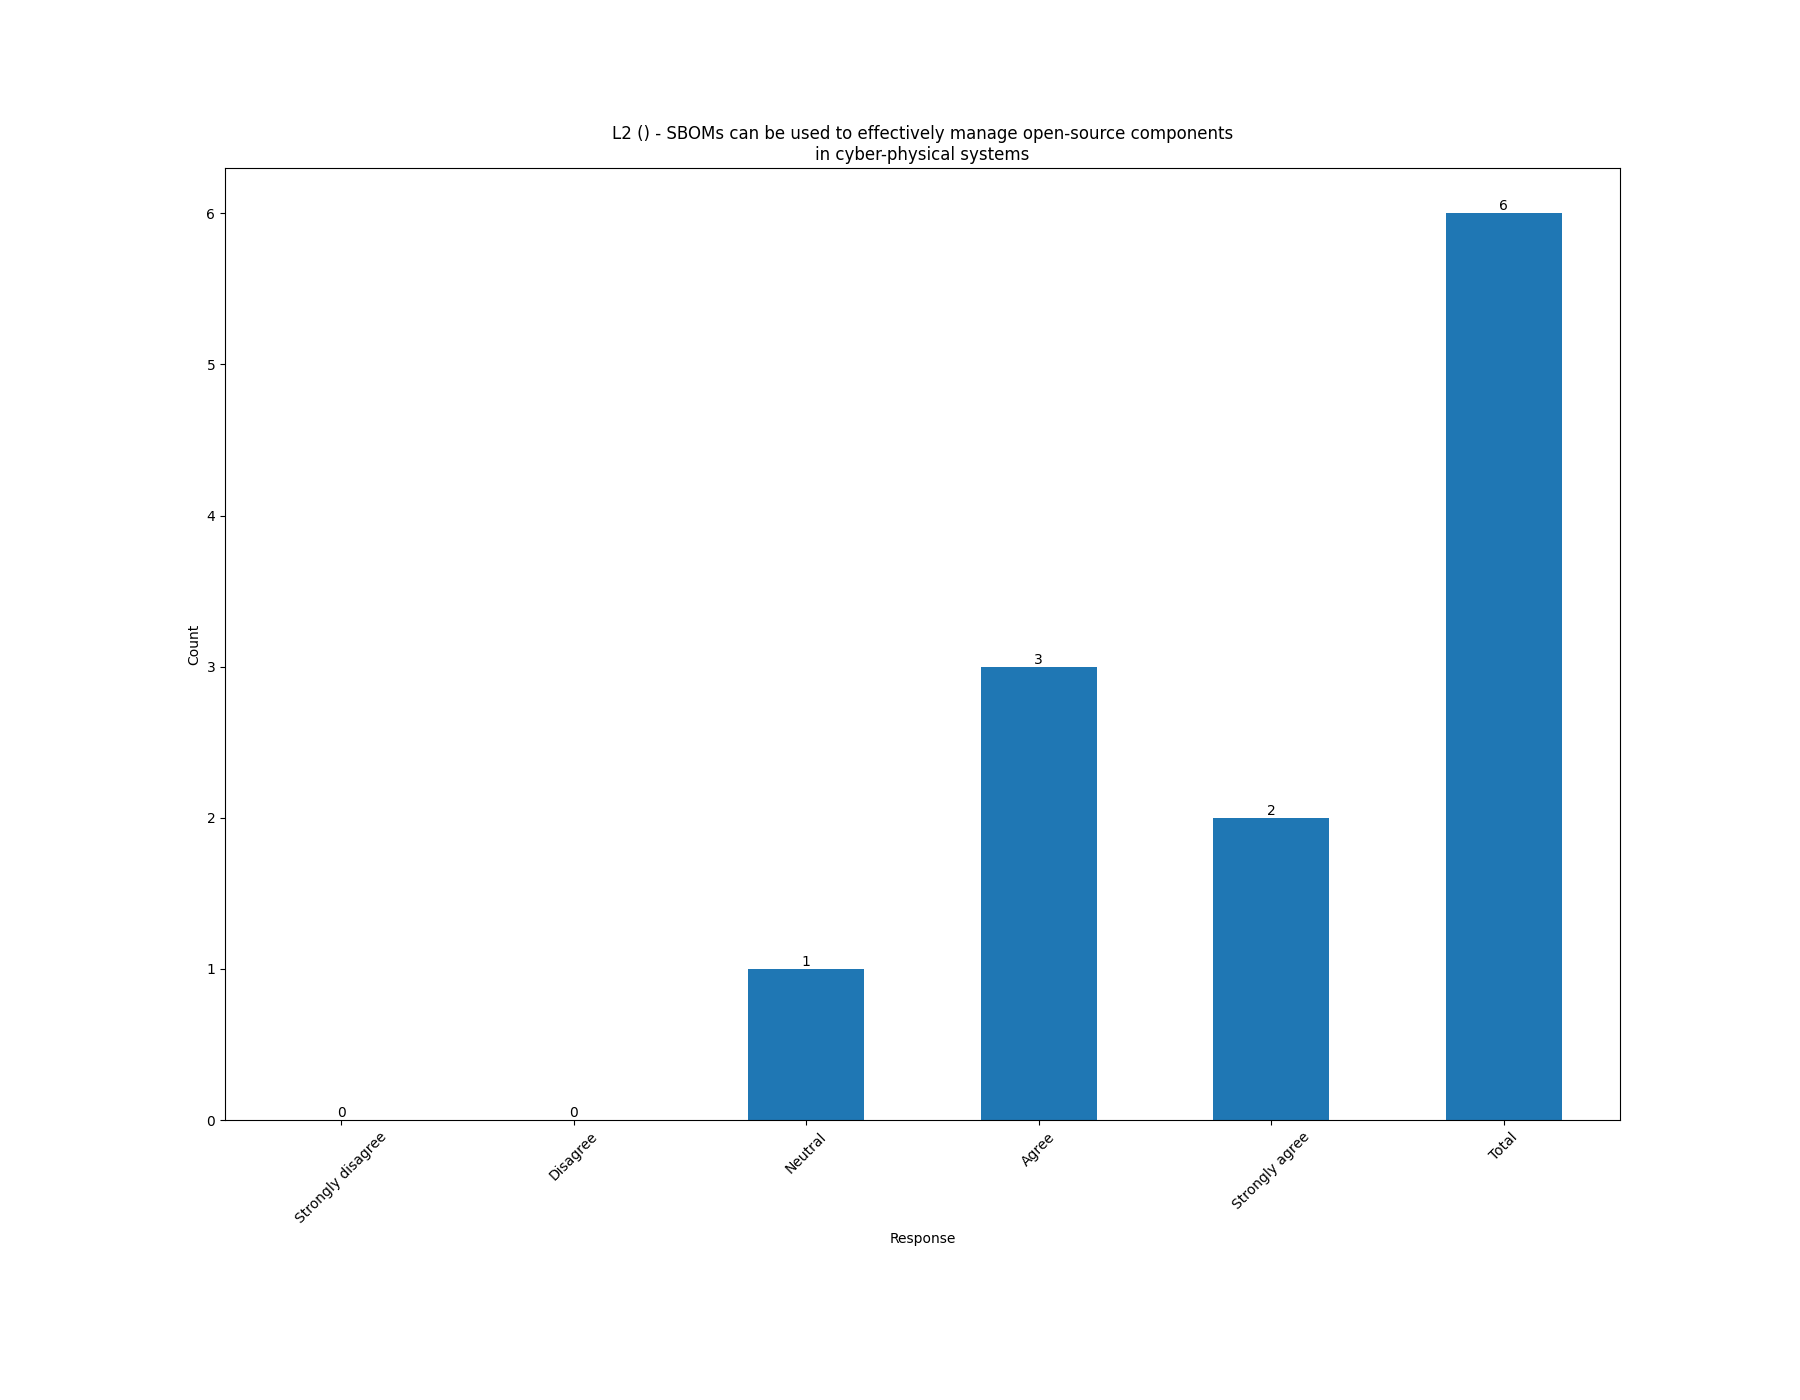 L2 () - SBOMs can be used to effectively manage open-source components
in cyber-physical systems
6
5
4
3
2
1
0
Count
0
0
1
3
2
6
Strongly disagree
Disagree
Neutral
Agree
Strongly agree
Total
Response